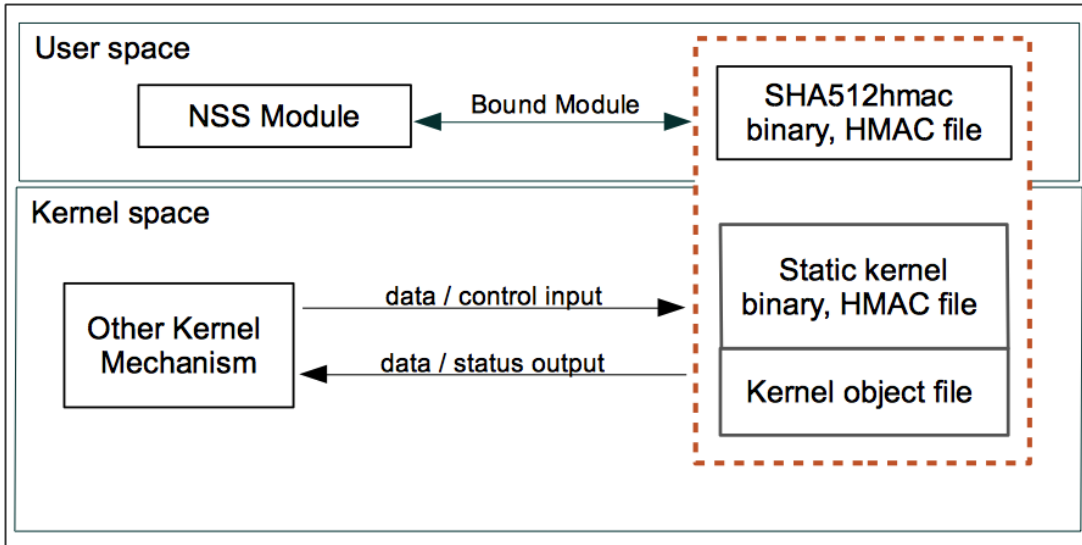 User space
NSS Module
Bound Module
SHA512hmac
binary, HMAC file
Kernel space
Other Kernel
Mechanism
data / control input
data / status output
Static kernel
binary, HMAC file
Kernel object file